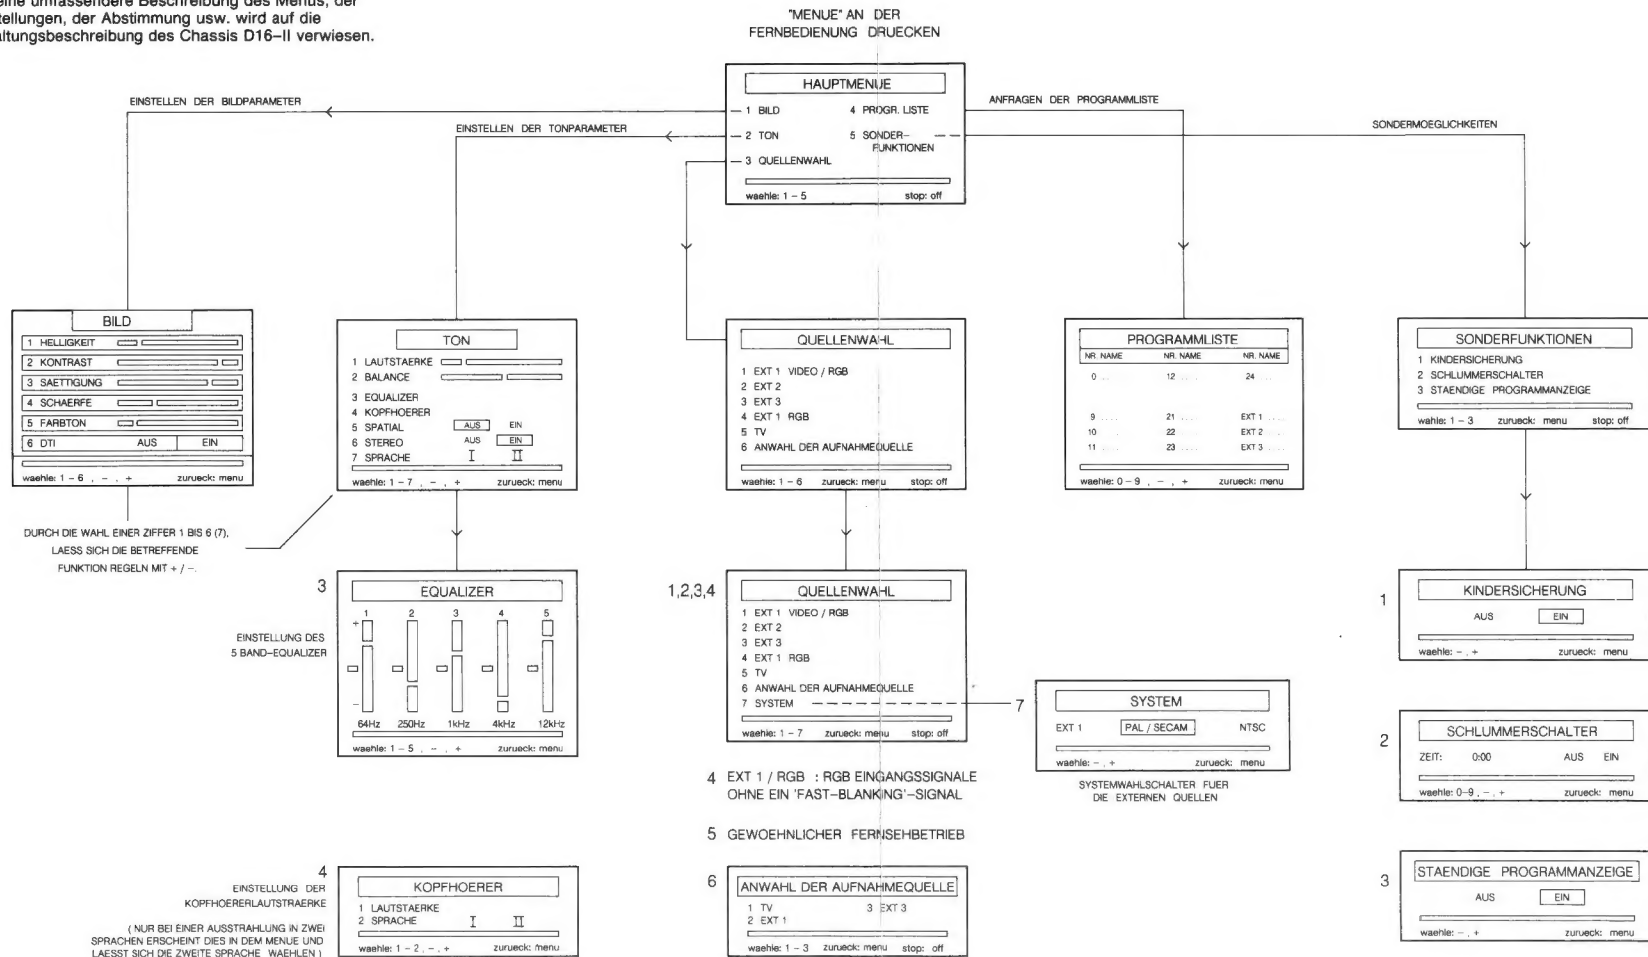 eine umfassendere Beschreibung des Menüs, der
tellungen, der Abstimmung usw. wird auf die
altungsbeschreibung des Chassis D16-II verwiesen.
"MENUE" AN DER
FERNBEDIENUNG DRUECKEN
HAUPTMENUE
1 BILD 4 PROGR. LISTE
2 TON 5 SONDER-
FUNKTIONEN
3 QUELLENWAHL
waehle: 1 - 5 stop: off
EINSTELLEN DER BILDPARAMETER
EINSTELLEN DER TONPARAMETER
ANFRAGEN DER PROGRAMMLISTE
SONDERMOEGLICHKEITEN
BILD
1 HELLIGKEIT
2 KONTRAST
3 SAETTIGUNG
4 SCHAERFE
5 FARBTON
6 DTI AUS EIN
waehle: 1 - 6 , - , + zurueck: menu
DURCH DIE WAHL EINER ZIFFER 1 BIS 6 (7),
LAESS SICH DIE BETREFFENDE
FUNKTION REGELN MIT + / -.
TON
1 LAUTSTAERKE
2 BALANCE
3 EQUALIZER
4 KOPFHOERER
5 SPATIAL AUS EIN
6 STEREO AUS EIN
7 SPRACHE I II
waehle: 1 - 7 , - , + zurueck: menu
QUELLENWAHL
1 EXT 1 VIDEO / RGB
2 EXT 2
3 EXT 3
4 EXT 1 RGB
5 TV
6 ANWAHL DER AUFNAHMEQUELLE
waehle: 1 - 6 zurueck: menu stop: off
PROGRAMMLISTE
NR. NAME NR. NAME NR. NAME
0 ... 12 .... 24 ...
9 .... 21 .... EXT 1 ....
10 .... 22 .... EXT 2 ....
11 .... 23 .... EXT 3 ....
waehle: 0 - 9 , - , + zurueck: menu
SONDERFUNKTIONEN
1 KINDERSICHERUNG
2 SCHLUMMERSCHALTER
3 STAENDIGE PROGRAMMANZEIGE
wahle: 1 - 3 zurueck: menu stop: off
3
EINSTELLUNG DES
5 BAND-EQUALIZER
EQUALIZER
1 2 3 4 5
+
-
64Hz 250Hz 1kHz 4kHz 12kHz
waehle: 1 - 5 , - , + zurueck: menu
1,2,3,4
QUELLENWAHL
1 EXT 1 VIDEO / RGB
2 EXT 2
3 EXT 3
4 EXT 1 RGB
5 TV
6 ANWAHL DER AUFNAHMEQUELLE
7 SYSTEM
waehle: 1 - 7 zurueck: menu stop: off
7
SYSTEM
EXT 1 PAL / SECAM NTSC
waehle: - , + zurueck: menu
SYSTEMWAHLSCHALTER FUER
DIE EXTERNEN QUELLEN
1
KINDERSICHERUNG
AUS EIN
waehle: - , + zurueck: menu
2
SCHLUMMERSCHALTER
ZEIT: 0:00 AUS EIN
waehle: 0-9 , - , + zurueck: menu
3
STAENDIGE PROGRAMMANZEIGE
AUS EIN
waehle: - , + zurueck: menu
4 EXT 1 / RGB : RGB EINGANGSSIGNALE
OHNE EIN 'FAST-BLANKING'-SIGNAL
5 GEWOEHNLICHER FERNSEHBETRIEB
6
ANWAHL DER AUFNAHMEQUELLE
1 TV 3 EXT 3
2 EXT 1
waehle: 1 - 3 zurueck: menu stop: off
4
EINSTELLUNG DER
KOPFHOERERLAUTSTRAERKE
( NUR BEI EINER AUSSTRAHLUNG IN ZWEI
SPRACHEN ERSCHEINT DIES IN DEM MENUE UND
LAESST SICH DIE ZWEITE SPRACHE WAEHLEN )
KOPFHOERER
1 LAUTSTAERKE
2 SPRACHE I II
waehle: 1 - 2 , - , + zurueck: menu